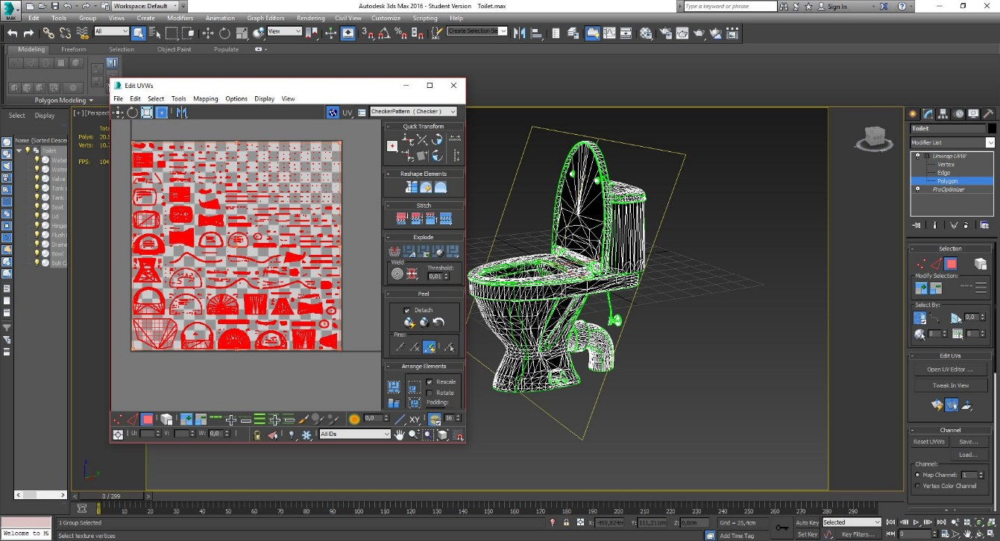 MAX
Workspace: Default
Autodesk 3ds Max 2016 - Student Version Toilet.max
Type a keyword or phrase
Sign In
Edit Tools Group Views Create Modifiers Animation Graph Editors Rendering Civil View Customize Scripting Help
All
View
Create Selection Se
Modeling Freeform Selection Object Paint Populate
Polygon Modeling
Select Display
Name (Sorted Descen
Toilet
Water
Water
Valve
Tank
Tank
Seat
Lid
Hinge
Flush
Draina
Bowl
Bolt C
[+] [Perspect
Tota
Polys:
Verts:
FPS: 104
Edit UVWs
File Edit Select Tools Mapping Options Display View
UV
CheckerPattern ( Checker )
Quick Transform
Reshape Elements
Stitch
Explode
Weld
Threshold:
0,01
Peel
Detach
Pins:
Arrange Elements
Rescale
Rotate
Padding:
0,0
XY
16
U: V: W: 0,0
All IDs
Toilet
Modifier List
Unwrap UVW
Vertex
Edge
Polygon
ProOptimizer
Selection
Modify Selection:
Select By:
0,0
0
0
Edit UVs
Open UV Editor ...
Tweak In View
Channel
Reset UVWs Save...
Load...
Channel:
Map Channel: 1
Vertex Color Channel
0 / 299
0 10 20 30 40 50 60 70 80 90 100 110 120 130 140 150 160 170 180 190 200 210 220 230 240 250 260 270 280 290
Welcome to M
1 Group Selected
Select texture vertices
X: -459,824cm Y: 111,211cm Z: 0,0cm
Grid = 25,4cm
Add Time Tag
Auto Key
Selected
Set Key
Key Filters...
0